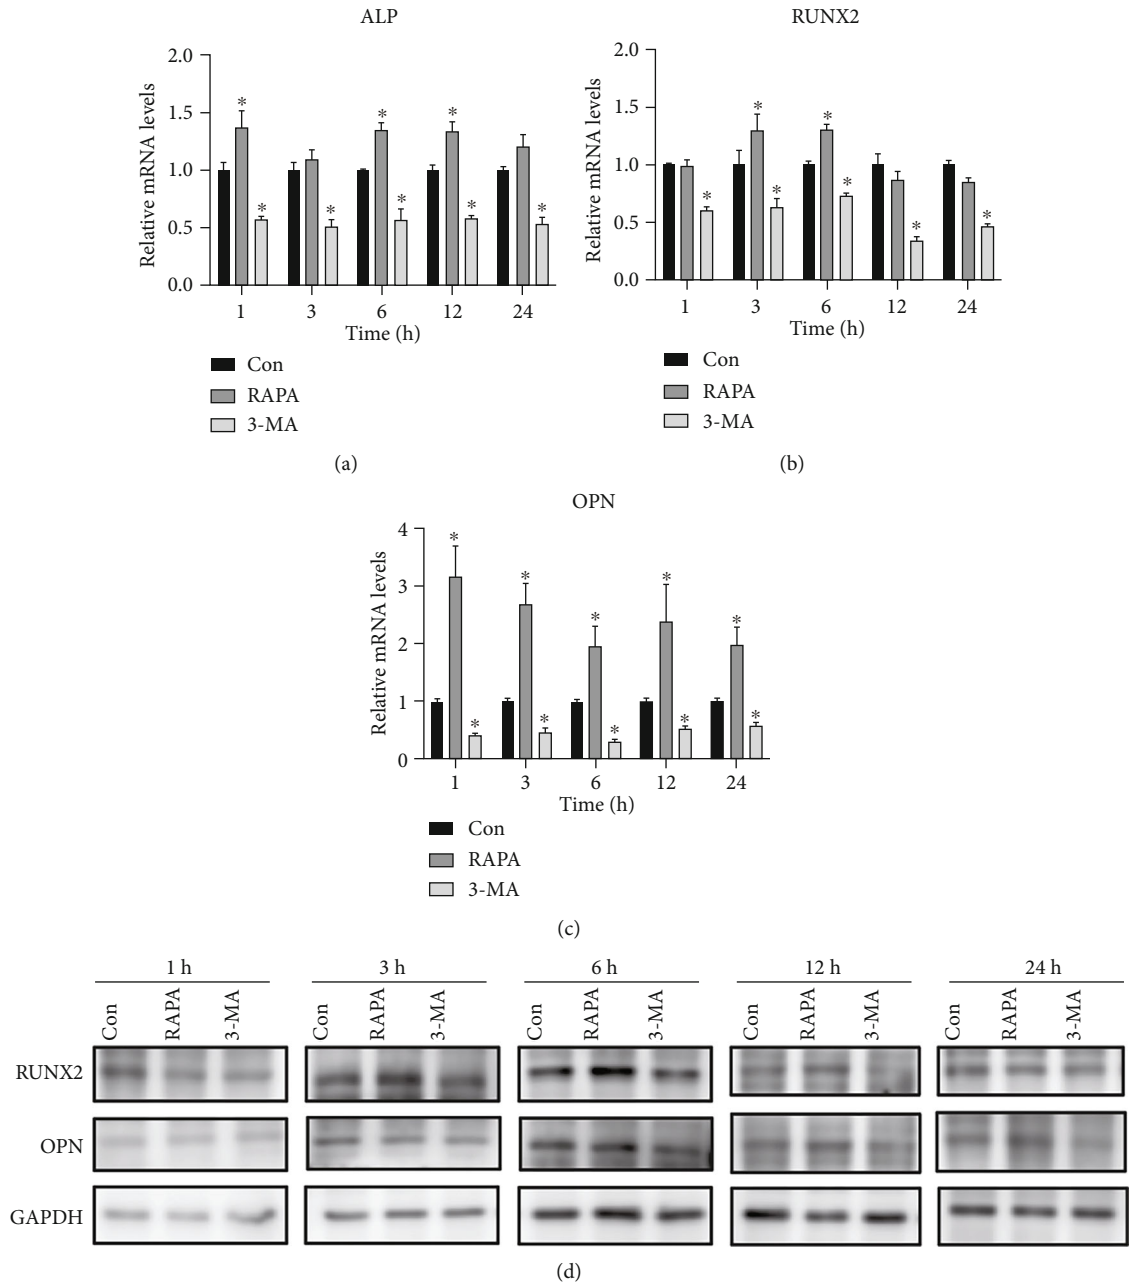 ALP
Relative mRNA levels
2.0
1.5
1.0
0.5
0.0
* * * * * * * *
1 3 6 12 24
Time (h)
Con
RAPA
3-MA
(a)
RUNX2
Relative mRNA levels
2.0
1.5
1.0
0.5
0.0
* * * * * * *
1 3 6 12 24
Time (h)
Con
RAPA
3-MA
(b)
OPN
Relative mRNA levels
4
3
2
1
0
* * * * * * * * * *
1 3 6 12 24
Time (h)
Con
RAPA
3-MA
(c)
1 h 3 h 6 h 12 h 24 h
Con RAPA 3-MA Con RAPA 3-MA Con RAPA 3-MA Con RAPA 3-MA Con RAPA 3-MA
RUNX2
OPN
GAPDH
(d)